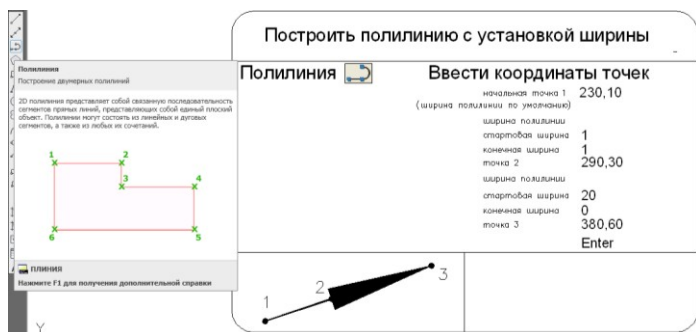 Полилиния
Построение двумерных полилиний
2D полилиния представляет собой связанную последовательность
сегментов прямых линий, представляющих собой единый плоский
объект. Полилинии могут состоять из линейных и дуговых
сегментов, а также из любых их сочетаний.
1
2
3
4
6
5
ПЛИНИЯ
Нажмите F1 для получения дополнительной справки
Y
Построить полилинию с установкой ширины
Полилиния
Ввести координаты точек
начальная точка 1 230,10
(ширина полилинии по умолчанию)
ширина полилинии
стартовая ширина 1
конечная ширина 1
точка 2 290,30
ширина полилинии
стартовая ширина 20
конечная ширина 0
точка 3 380,60
Enter
1
2
3